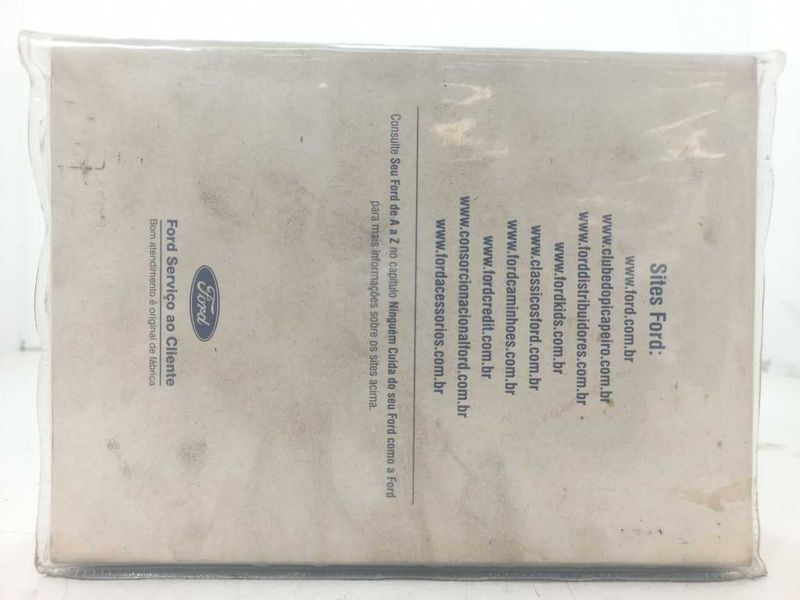 Sites Ford:
www.ford.com.br
www.clubedopicapeiro.com.br
www.forddistribuidores.com.br
www.fordkids.com.br
www.classicosford.com.br
www.fordcaminhoes.com.br
www.fordcredit.com.br
www.consorcionacionalford.com.br
www.fordacessorios.com.br
Consulte Seu Ford de A a Z no capítulo Ninguém Cuida do seu Ford como a Ford
para mais informações sobre os sites acima.
Ford
Ford Serviço ao Cliente
Bom atendimento é original de fábrica